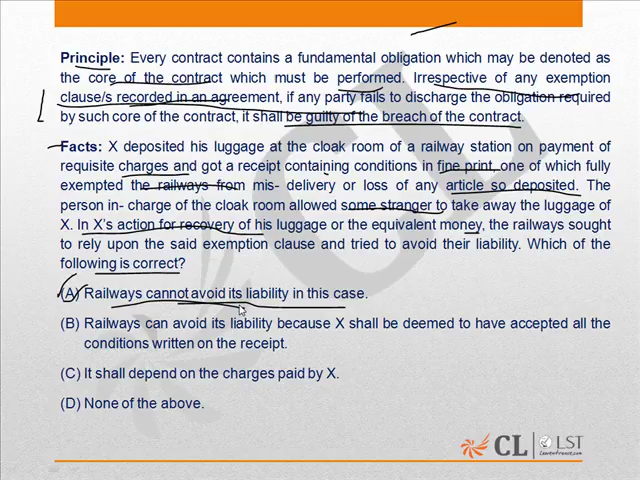 Principle: Every contract contains a fundamental obligation which may be denoted as
the core of the contract which must be performed. Irrespective of any exemption
clause/s recorded in an agreement, if any party fails to discharge the obligation required
by such core of the contract, it shall be guilty of the breach of the contract.
Facts: X deposited his luggage at the cloak room of a railway station on payment of
requisite charges and got a receipt containing conditions in fine print one of which fully
exempted the railways from mis- delivery or loss of any article so deposited. The
person in- charge of the cloak room allowed some stranger to take away the luggage of
X. In X's action for recovery of his luggage or the equivalent money, the railways sought
to rely upon the said exemption clause and tried to avoid their liability. Which of the
following is correct?
(A) Railways cannot avoid its liability in this case.
(B) Railways can avoid its liability because X shall be deemed to have accepted all the
conditions written on the receipt.
(C) It shall depend on the charges paid by X.
(D) None of the above.
CL LST